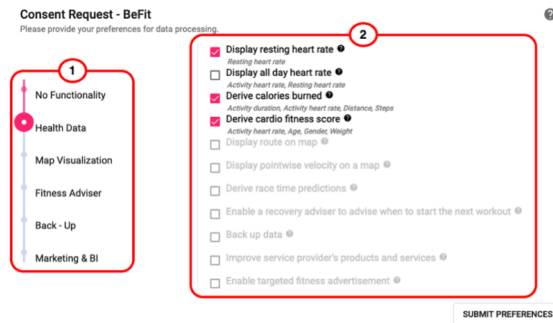 Consent Request - BeFit
Please provide your preferences for data processing.
1
No Functionality
Health Data
Map Visualization
Fitness Adviser
Back - Up
Marketing & BI
2
Display resting heart rate
Resting heart rate
Display all day heart rate
Activity heart rate, Resting heart rate
Derive calories burned
Activity duration, Activity heart rate, Distance, Steps
Derive cardio fitness score
Activity heart rate, Age, Gender, Weight
Display route on map
Display pointwise velocity on a map
Derive race time predictions
Enable a recovery adviser to advise when to start the next workout
Back up data
Improve service provider's products and services
Enable targeted fitness advertisement
SUBMIT PREFERENCES